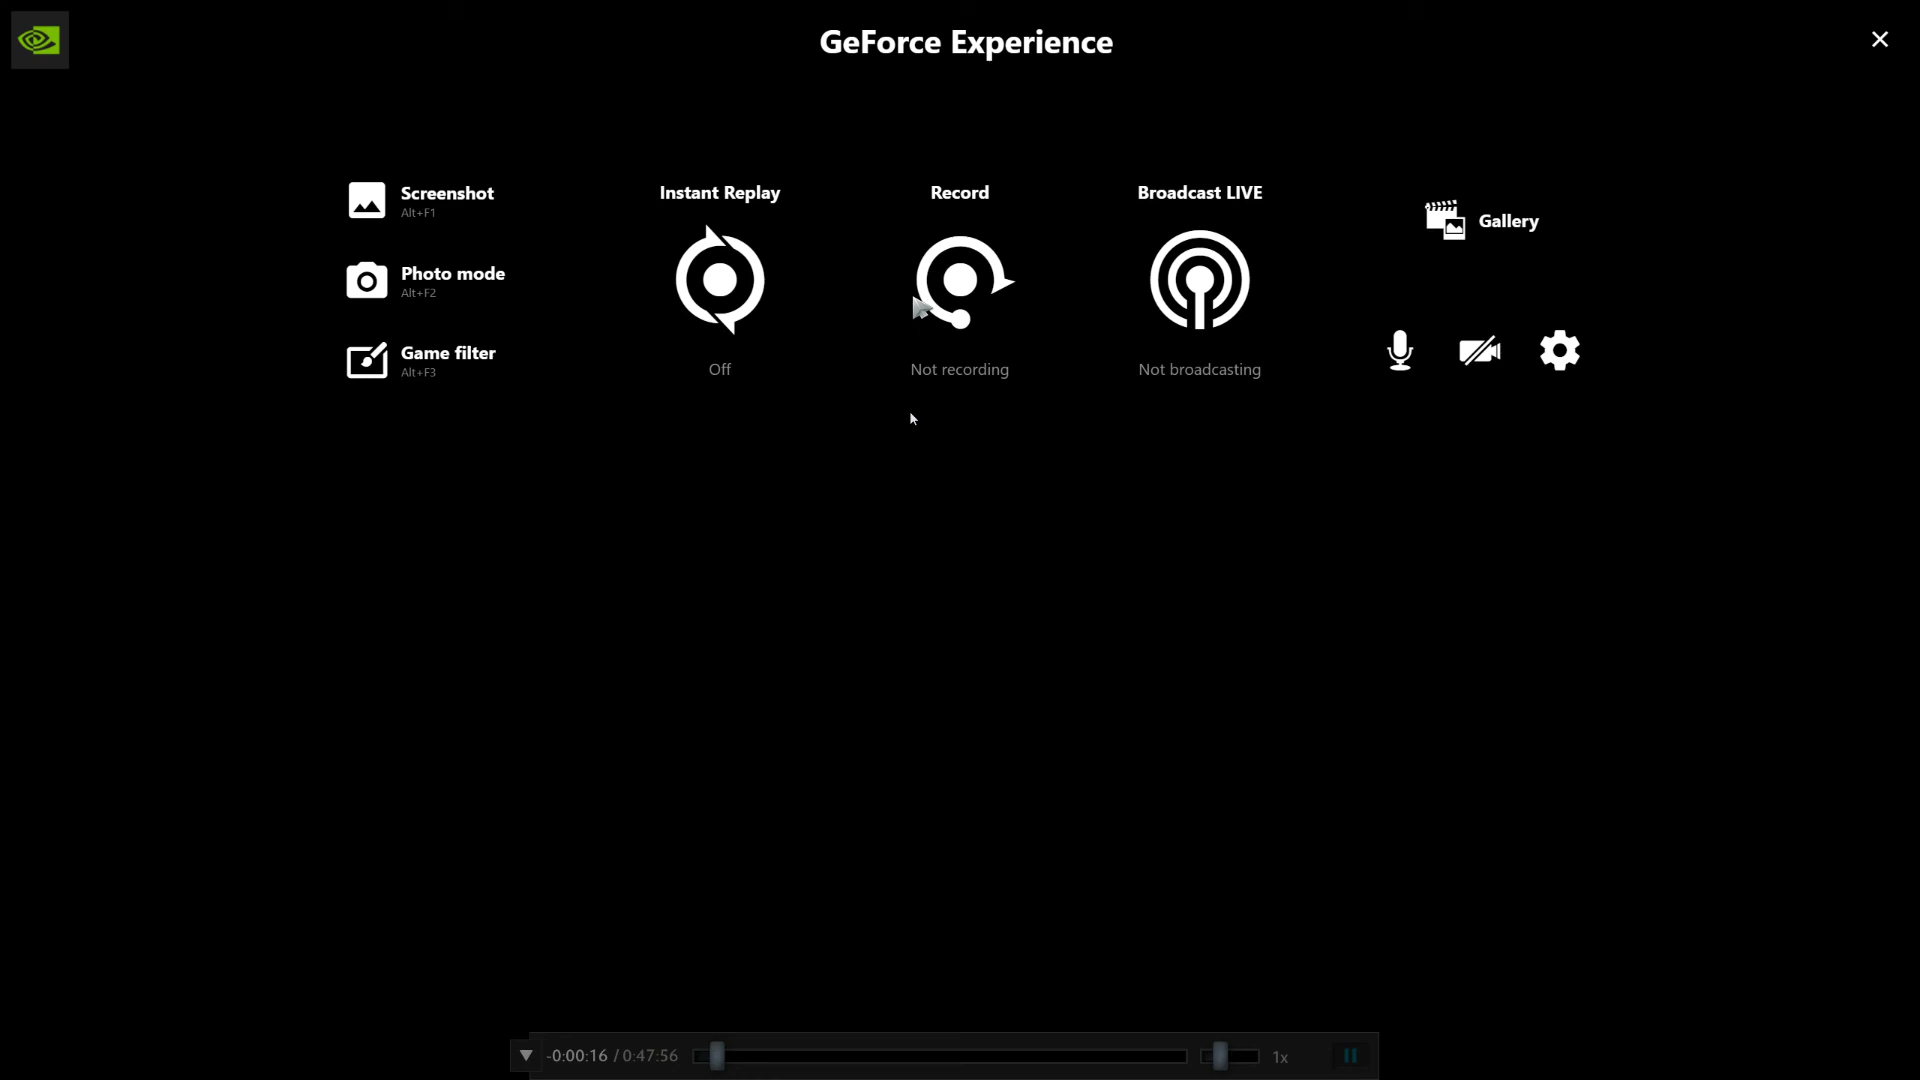 GeForce Experience
Screenshot
Alt+F1
Photo mode
Alt+F2
Game filter
Alt+F3
Instant Replay
Off
Record
Not recording
Broadcast LIVE
Not broadcasting
Gallery
-0:00:16 / 0:47:56
1x